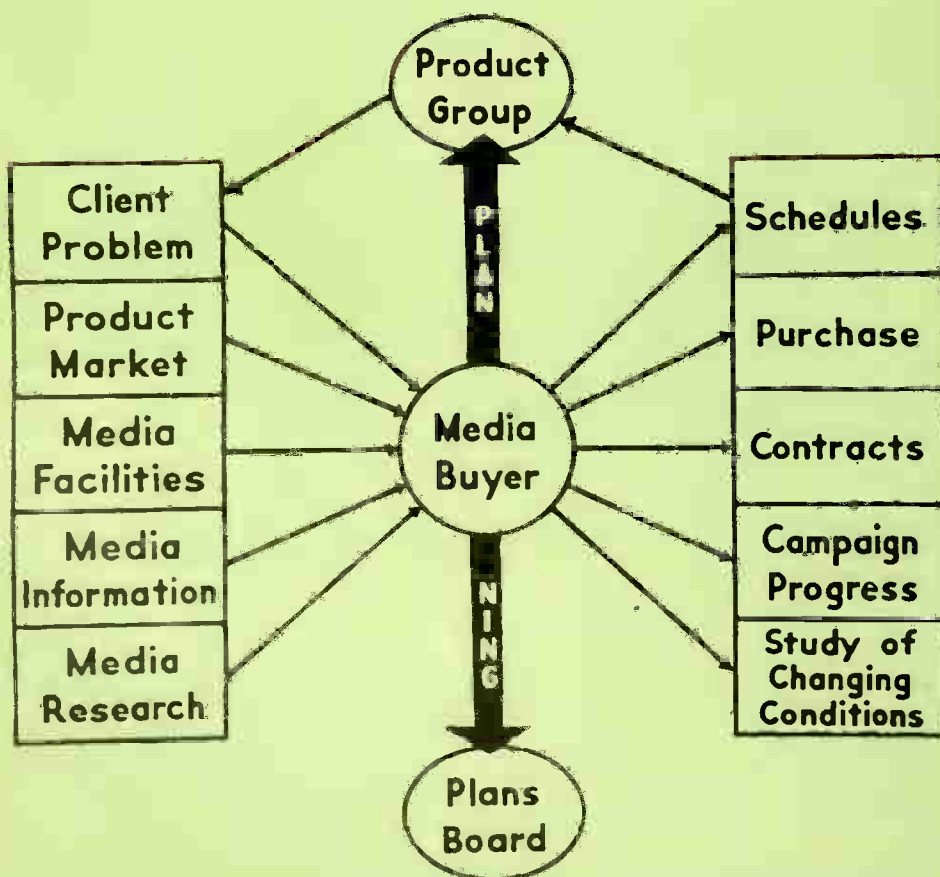 Product
Group
Client
Problem
Product
Market
Media
Facilities
Media
Information
Media
Research
PLAN
Media
Buyer
NING
Schedules
Purchase
Contracts
Campaign
Progress
Study of
Changing
Conditions
Plans
Board